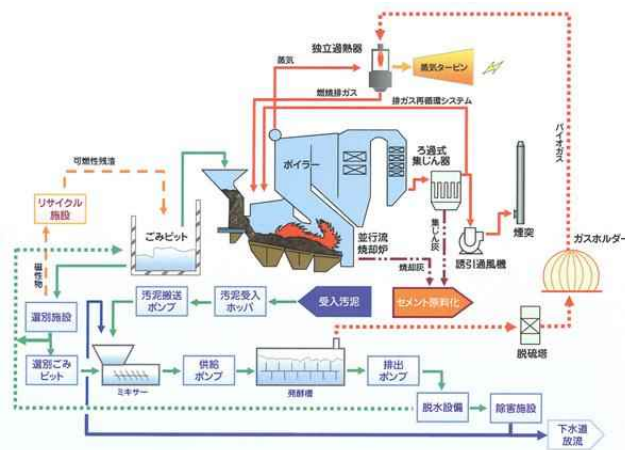 独立過熱器
蒸気
蒸気タービン
燃焼排ガス
排ガス再循環システム
バイオガス
可燃性残渣
ボイラー
ろ過式
集じん器
リサイクル
施設
ごみピット
集じん灰
煙突
ガスホルダー
並行流
焼却炉
誘引通風機
焼却灰
磁性物
選別施設
汚泥搬送
ポンプ
汚泥受入
ホッパ
受入汚泥
セメント原料化
脱硫塔
選別ごみ
ピット
ミキサー
供給
ポンプ
発酵槽
排出
ポンプ
脱水設備
除害施設
下水道
放流